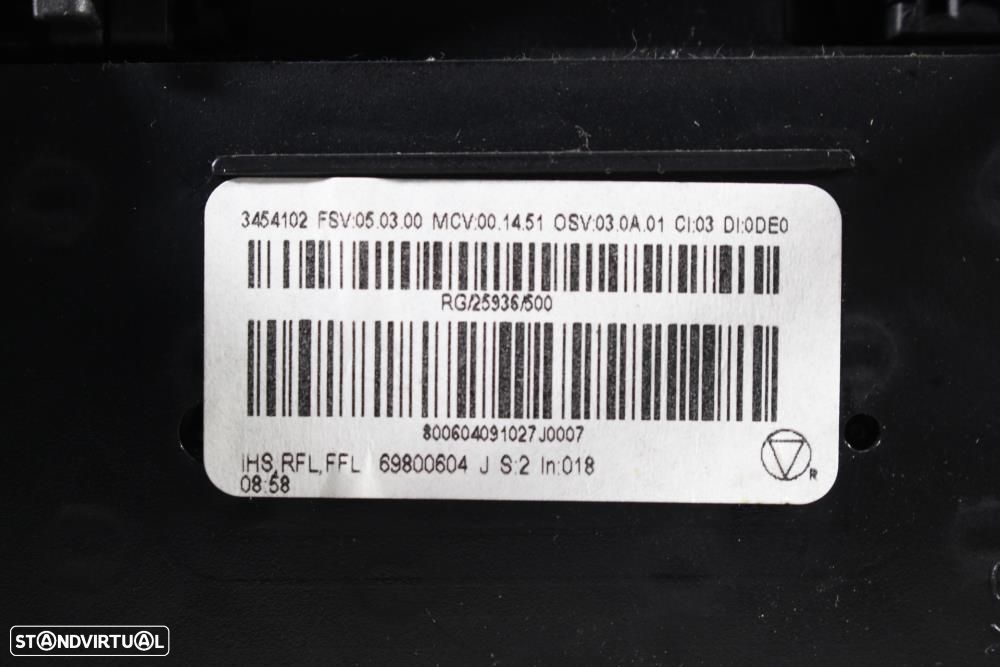 3454102 FSV:05.03.00 MCV:00.14.51 OSV:03.0A.01 CI:03 DI:0DE0
RG/25936/500
800604091027J0007
IHS,RFL,FFL 69800604 J S:2 In:018
08:58
R
STANDVIRTUAL